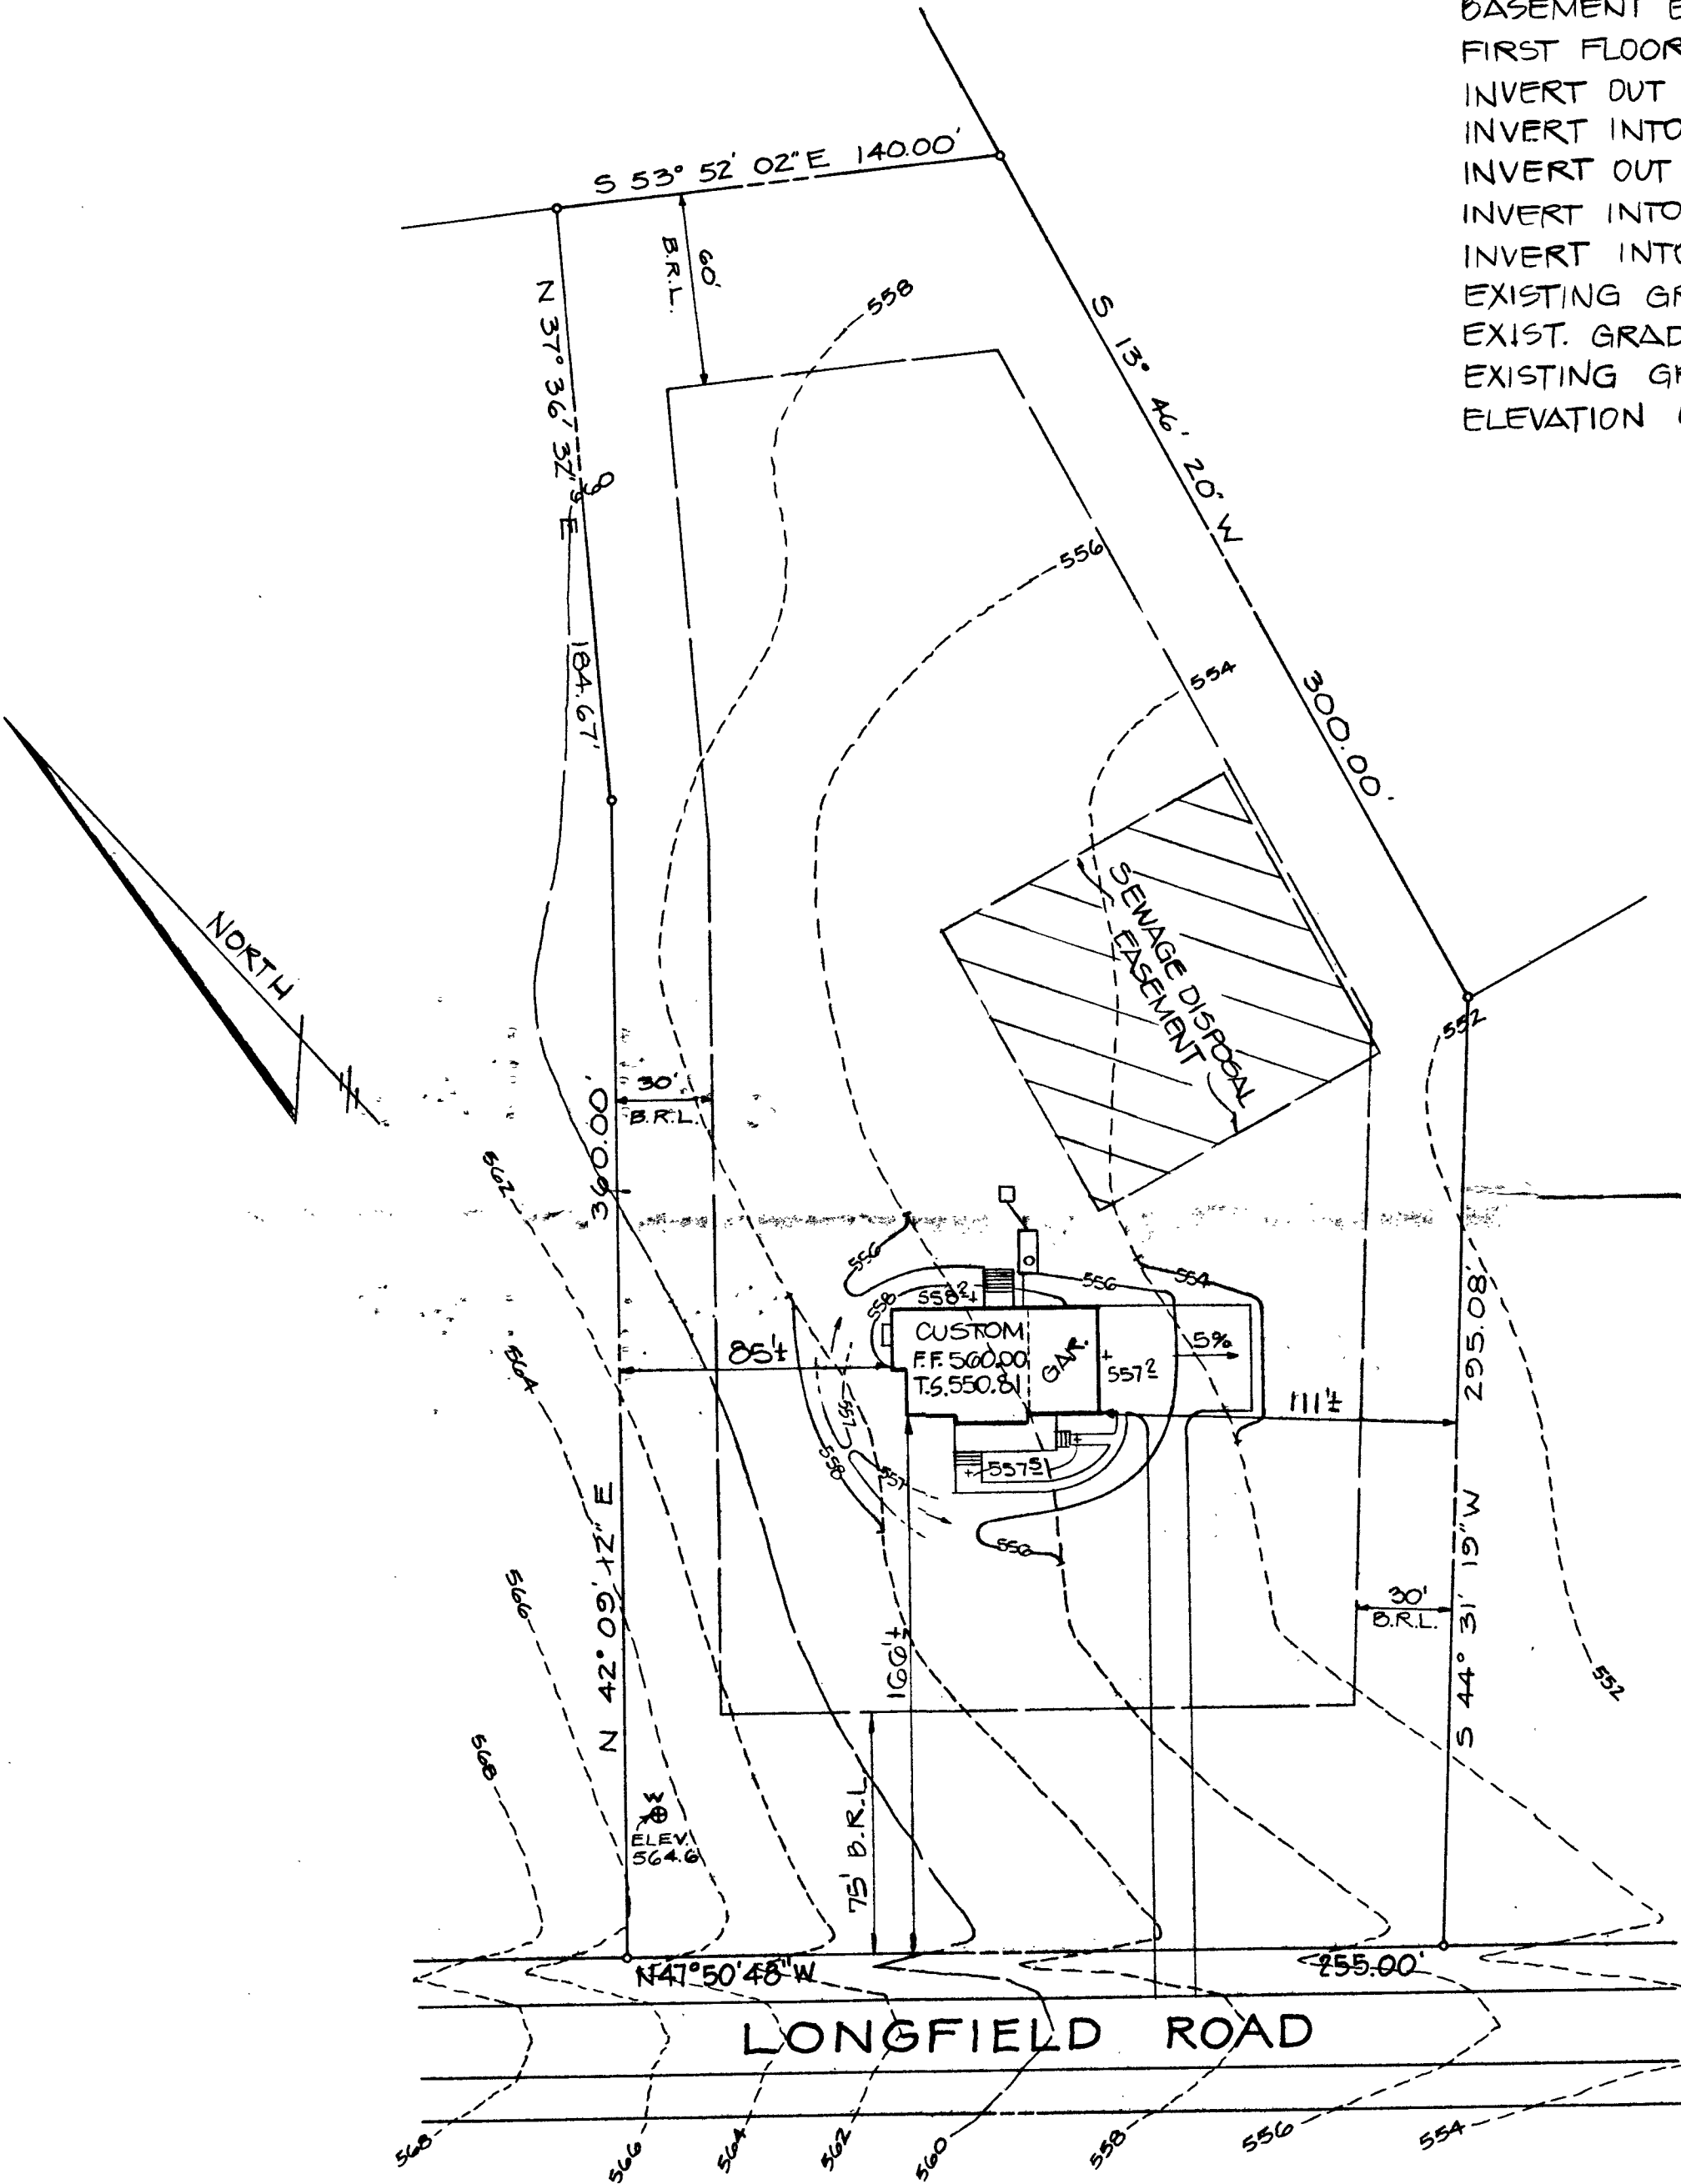 BASEMENT E
FIRST FLOOR
INVERT OUT
INVERT INTO
INVERT OUT
INVERT INTO
INVERT INTO
EXISTING GR
EXIST. GRAD
EXISTING GR
ELEVATION
S 53° 52' 02" E 140.00'
60'
B.R.L.
N 37° 36' 32" E
184.67'
S 13° 46' 20" W
300.00'
558
556
554
552
SEWAGE DISPOSAL
EASEMENT
NORTH
30'
B.R.L.
360.00'
N 42° 09' 12" E
562
564
566
568
556
558
558²
556
554
CUSTOM
F.F. 560.00
T.S. 550.81
GAR.
557²
5%
85'±
111'±
557
558
557
557⁵
556
295.08'
S 44° 31' 19" W
30'
B.R.L.
552
166'±
75' B.R.L.
W
ELEV.
564.6
N47°50'48"W
255.00'
LONGFIELD ROAD
568
566
564
562
560
558
556
554